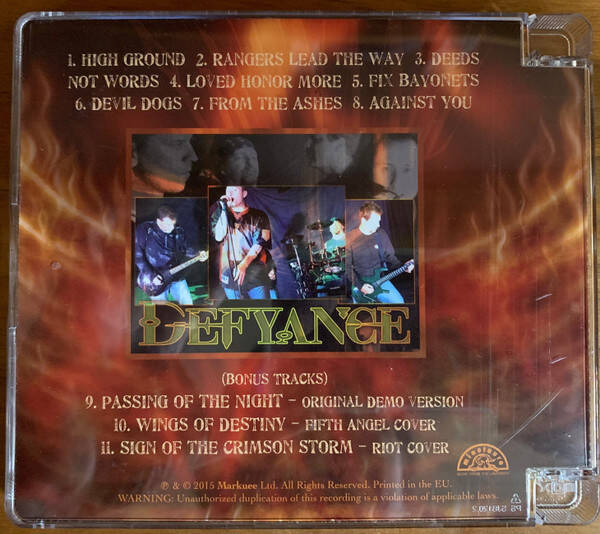 1. HIGH GROUND 2. RANGERS LEAD THE WAY 3. DEEDS
NOT WORDS 4. LOVED HONOR MORE 5. FIX BAYONETS
6. DEVIL DOGS 7. FROM THE ASHES 8. AGAINST YOU
DEFYANCE
(BONUS TRACKS)
9. PASSING OF THE NIGHT – ORIGINAL DEMO VERSION
10. WINGS OF DESTINY – FIFTH ANGEL COVER
11. SIGN OF THE CRIMSON STORM – RIOT COVER
minotauro
℗ & © 2015 Markuee Ltd. All Rights Reserved. Printed in the EU.
WARNING: Unauthorized duplication of this recording is a violation of applicable laws.